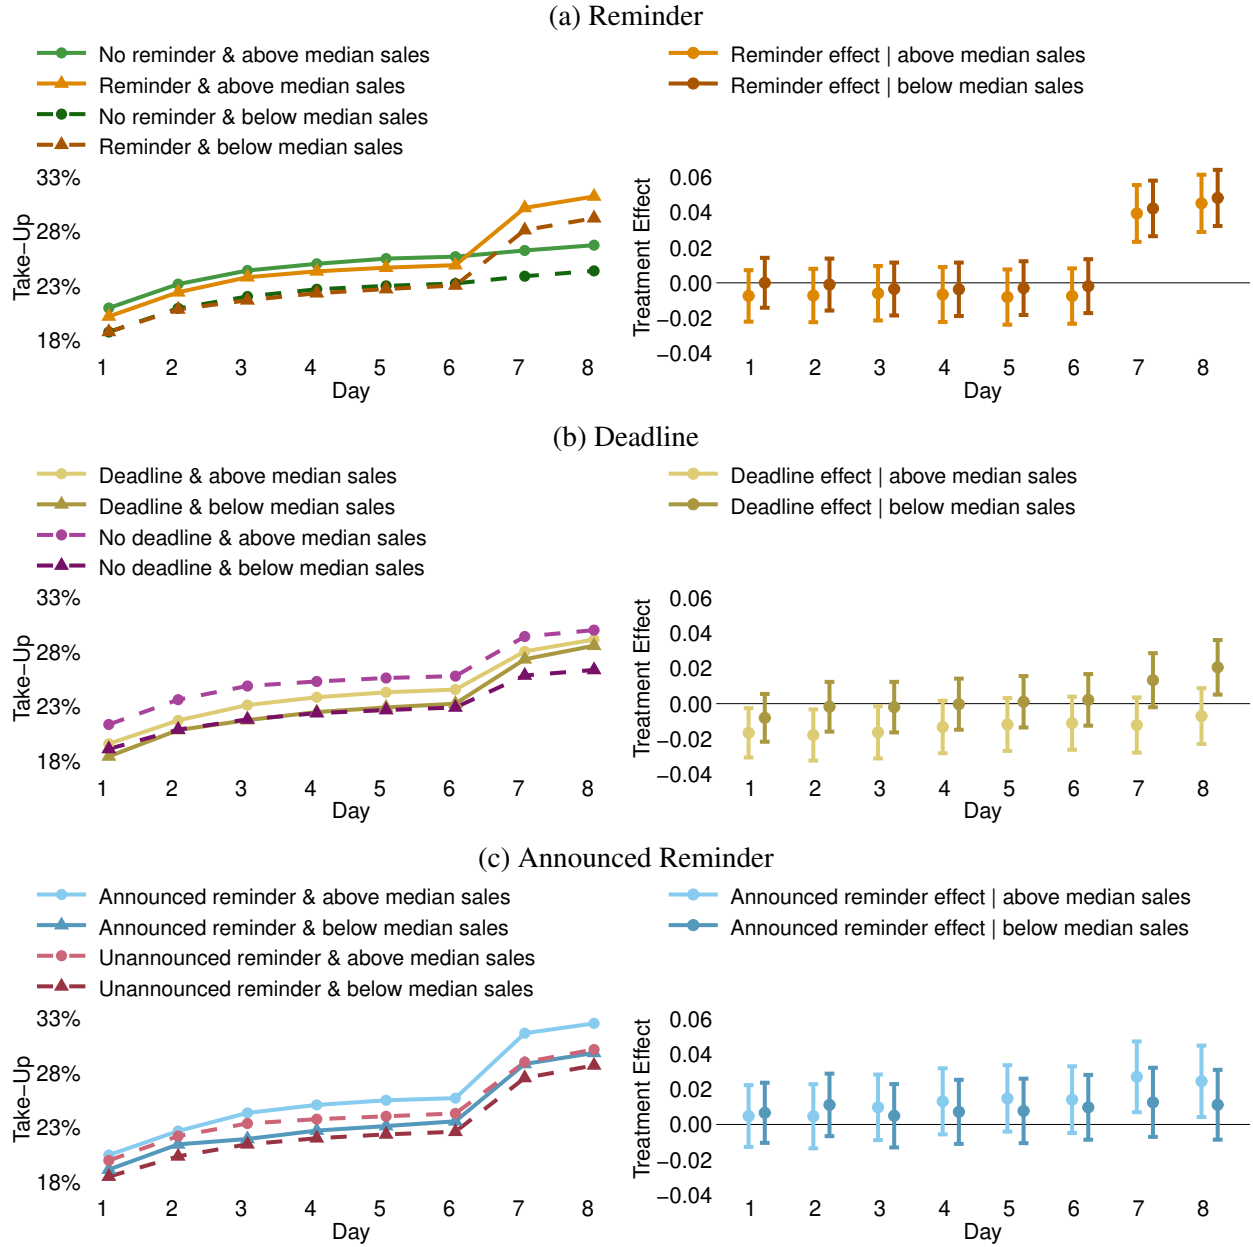 (a) Reminder
No reminder & above median sales
Reminder & above median sales
No reminder & below median sales
Reminder & below median sales
33%
28%
23%
18%
Take–Up
1 2 3 4 5 6 7 8
Day
Reminder effect | above median sales
Reminder effect | below median sales
0.06
0.04
0.02
0.00
−0.02
−0.04
Treatment Effect
1 2 3 4 5 6 7 8
Day
(b) Deadline
Deadline & above median sales
Deadline & below median sales
No deadline & above median sales
No deadline & below median sales
33%
28%
23%
18%
Take–Up
1 2 3 4 5 6 7 8
Day
Deadline effect | above median sales
Deadline effect | below median sales
0.06
0.04
0.02
0.00
−0.02
−0.04
Treatment Effect
1 2 3 4 5 6 7 8
Day
(c) Announced Reminder
Announced reminder & above median sales
Announced reminder & below median sales
Unannounced reminder & above median sales
Unannounced reminder & below median sales
33%
28%
23%
18%
Take–Up
1 2 3 4 5 6 7 8
Day
Announced reminder effect | above median sales
Announced reminder effect | below median sales
0.06
0.04
0.02
0.00
−0.02
−0.04
Treatment Effect
1 2 3 4 5 6 7 8
Day